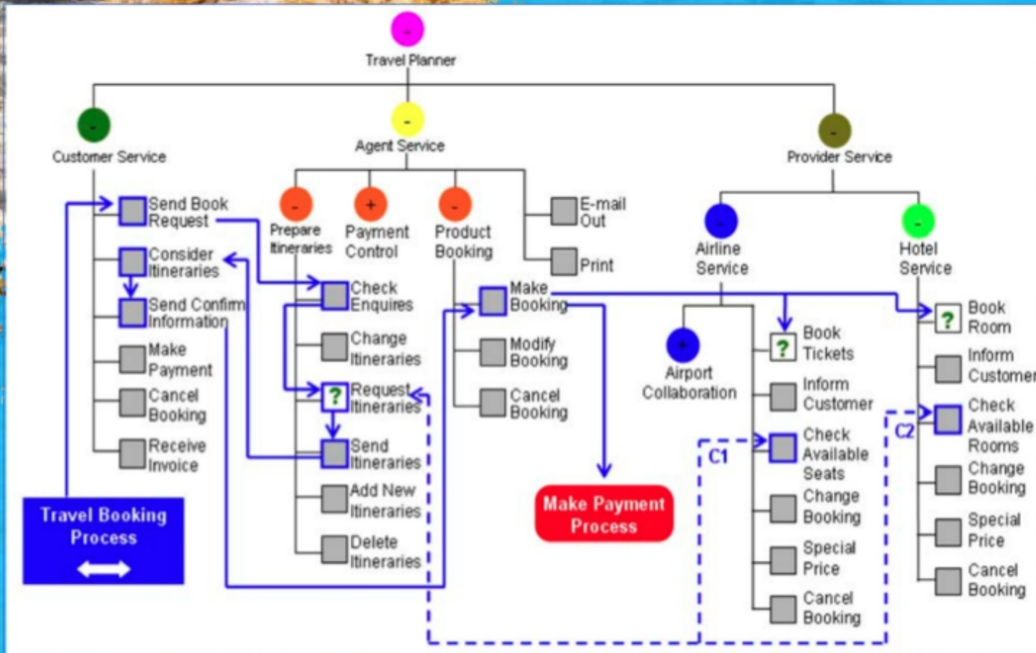 Travel Planner
Customer Service
Agent Service
Provider Service
Send Book
Request
Consider
Itineraries
Send Confirm
Information
Make
Payment
Cancel
Booking
Receive
Invoice
Travel Booking
Process
Prepare
Itineraries
Payment
Control
Product
Booking
E-mail
Out
Print
Check
Enquires
Change
Itineraries
?
Request
Itineraries
Send
Itineraries
Add New
Itineraries
Delete
Itineraries
Make
Booking
Modify
Booking
Cancel
Booking
Make Payment
Process
Airline
Service
Hotel
Service
Airport
Collaboration
?
Book
Tickets
Inform
Customer
C1
Check
Available
Seats
Change
Booking
Special
Price
Cancel
Booking
?
Book
Room
Inform
Customer
C2
Check
Available
Rooms
Change
Booking
Special
Price
Cancel
Booking